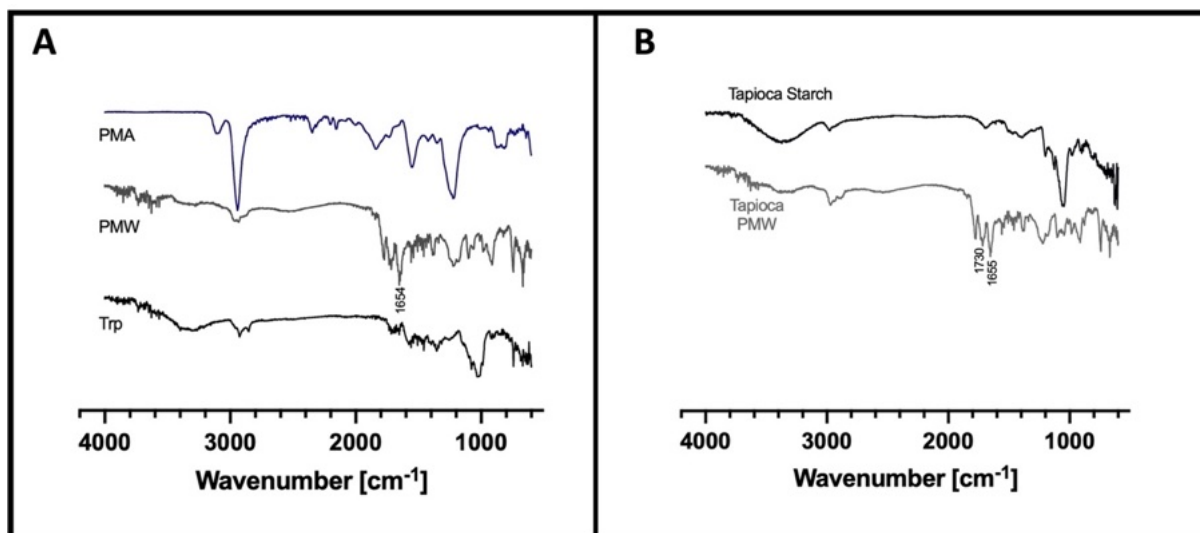 A
PMA
PMW
1654
Trp
4000 3000 2000 1000
Wavenumber [cm-1]
B
Tapioca Starch
Tapioca
PMW
1730
1655
4000 3000 2000 1000
Wavenumber [cm-1]